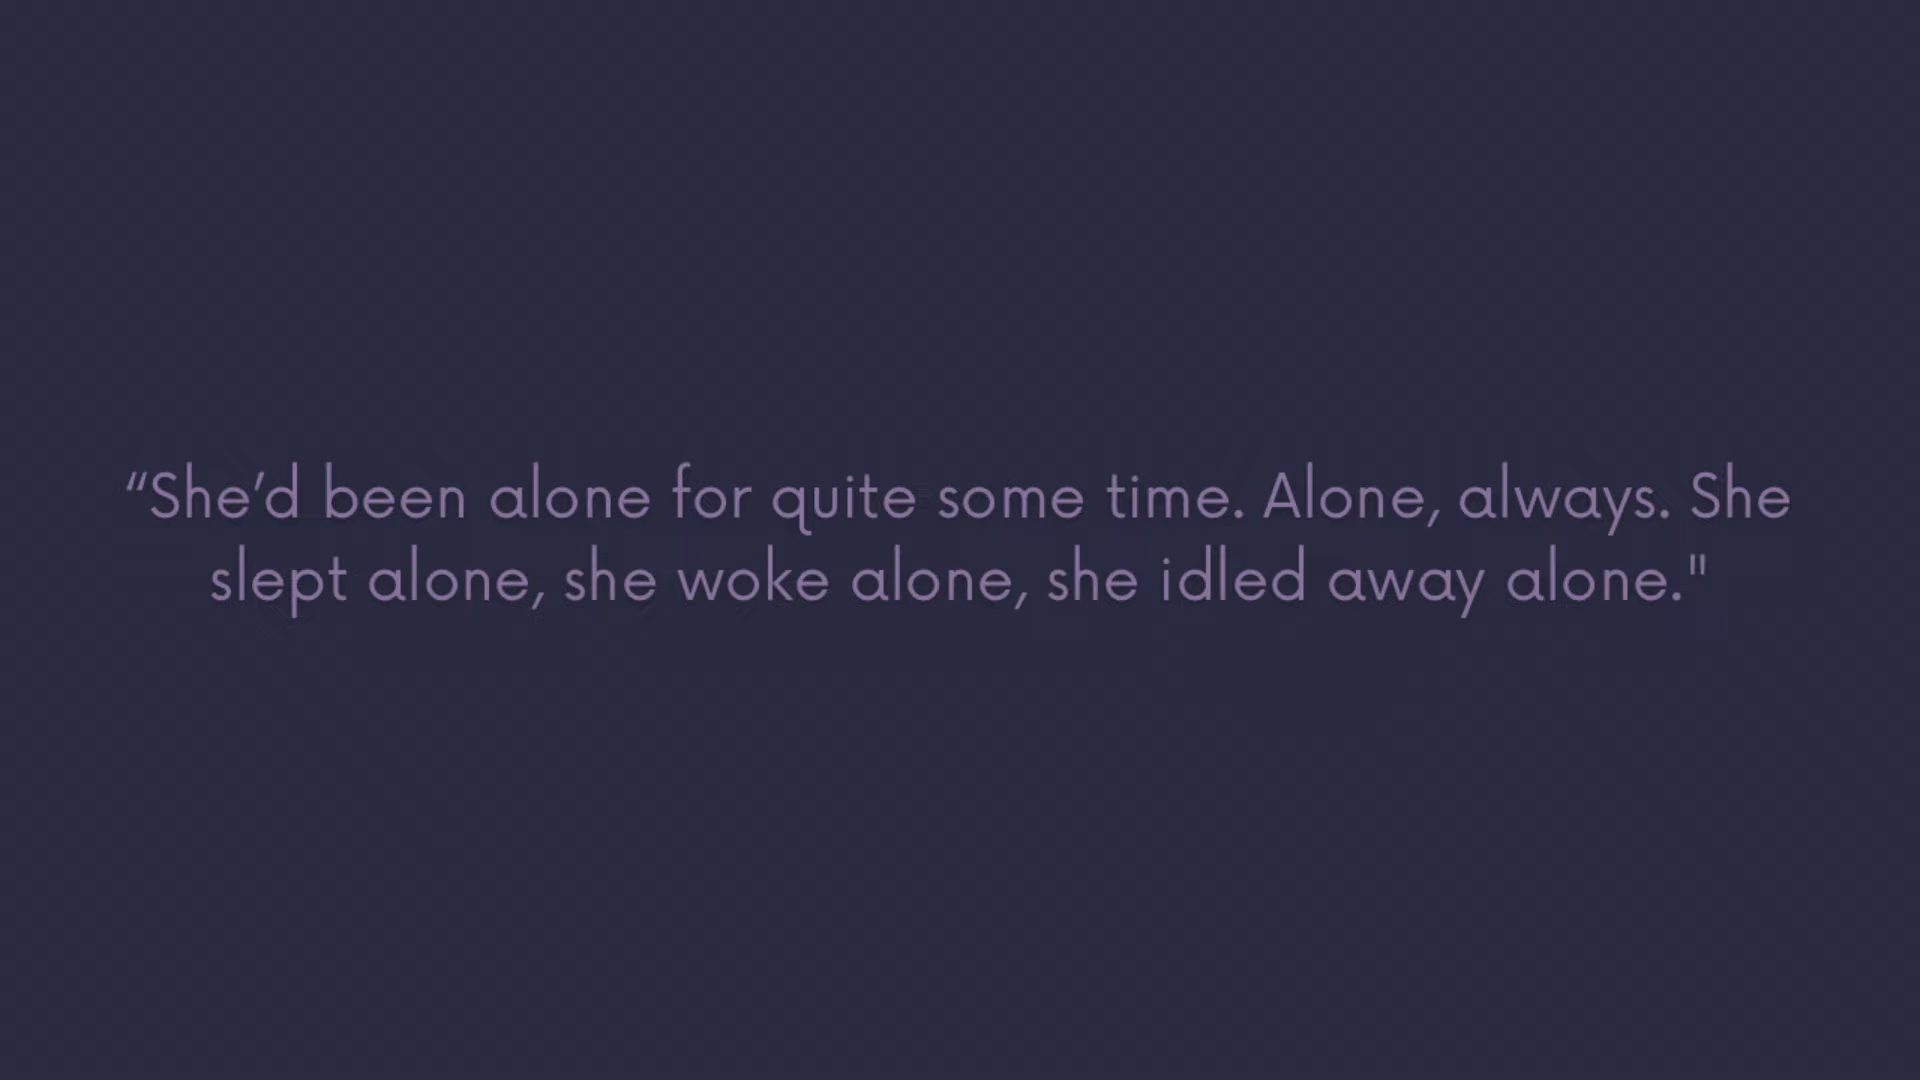 “She’d been alone for quite some time. Alone, always. She
slept alone, she woke alone, she idled away alone."